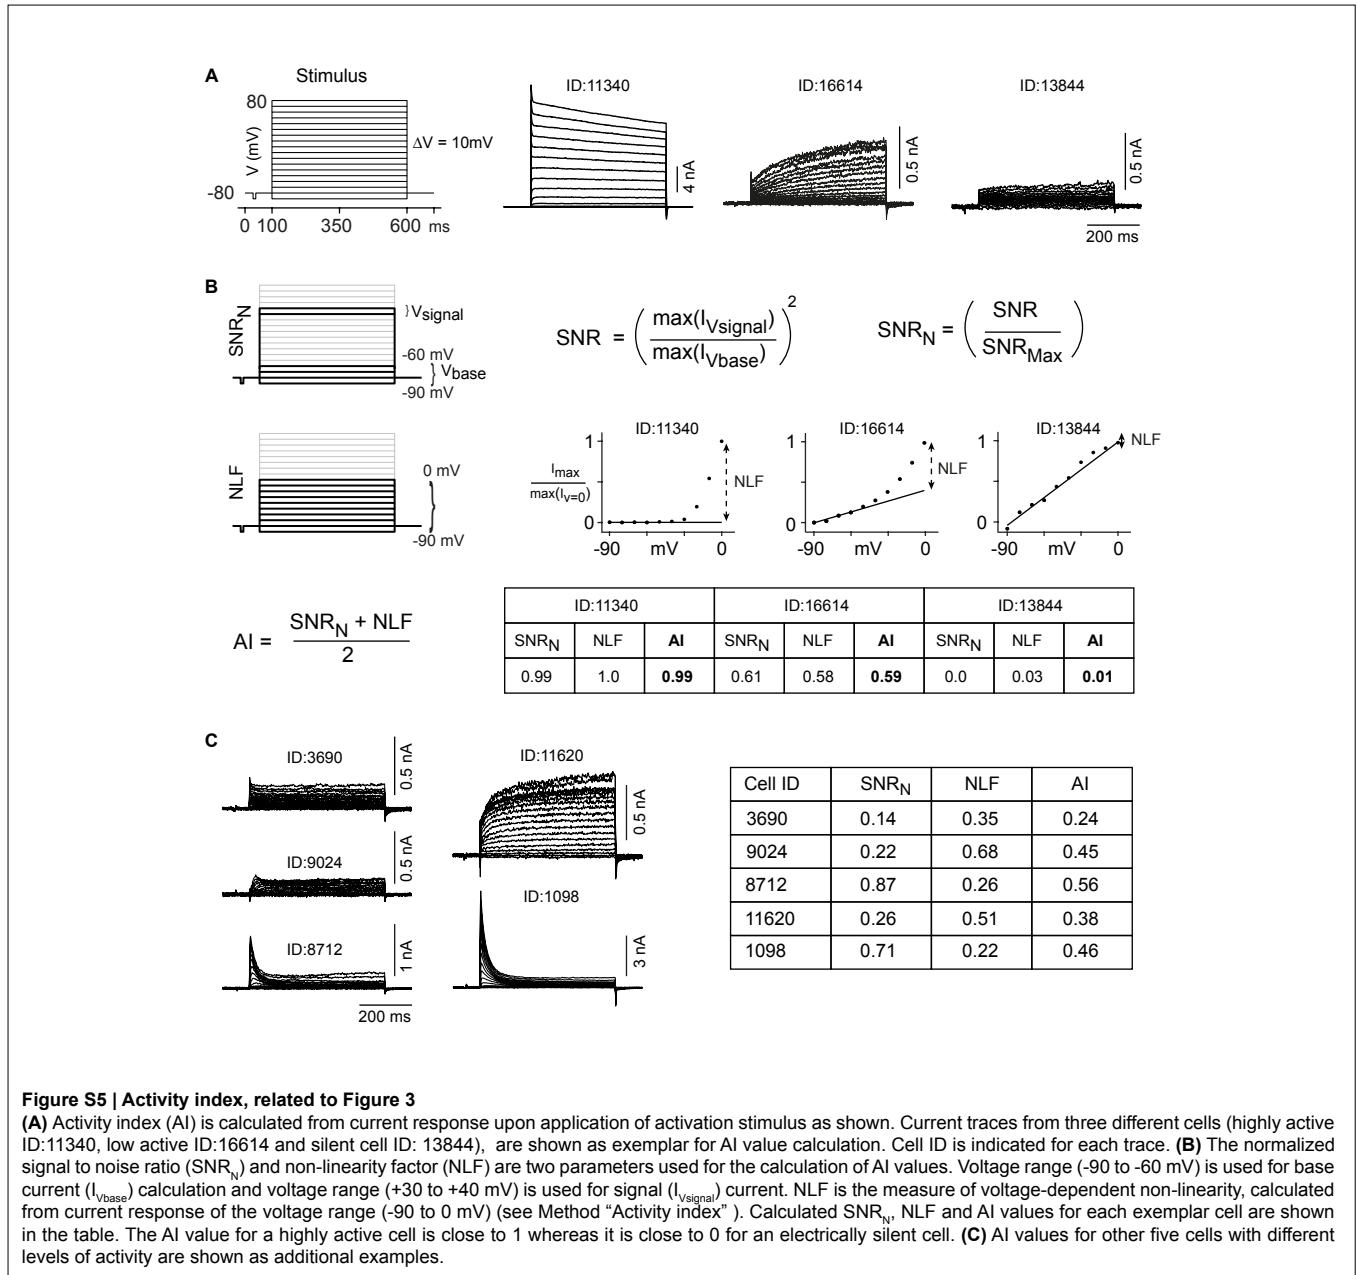 A
Stimulus
80
V (mV)
-80
ΔV = 10mV
0 100 350 600 ms
ID:11340
4 nA
ID:16614
0.5 nA
ID:13844
0.5 nA
200 ms
B
SNRN
Vsignal
-60 mV
Vbase
-90 mV
SNR = ( max(IVsignal) / max(IVbase) )2
SNRN = ( SNR / SNRMax )
NLF
0 mV
-90 mV
ID:11340
1
Imax
max(Iv=0)
0
NLF
-90 mV 0
ID:16614
1
0
NLF
-90 mV 0
ID:13844
1
0
NLF
-90 mV 0
AI = SNRN + NLF / 2
ID:11340 ID:16614 ID:13844
SNRN NLF AI SNRN NLF AI SNRN NLF AI
0.99 1.0 0.99 0.61 0.58 0.59 0.0 0.03 0.01
C
ID:3690
0.5 nA
ID:9024
0.5 nA
ID:8712
1 nA
200 ms
ID:11620
0.5 nA
ID:1098
3 nA
Cell ID SNRN NLF AI
3690 0.14 0.35 0.24
9024 0.22 0.68 0.45
8712 0.87 0.26 0.56
11620 0.26 0.51 0.38
1098 0.71 0.22 0.46
Figure S5 | Activity index, related to Figure 3
(A) Activity index (AI) is calculated from current response upon application of activation stimulus as shown. Current traces from three different cells (highly active
ID:11340, low active ID:16614 and silent cell ID: 13844), are shown as exemplar for AI value calculation. Cell ID is indicated for each trace. (B) The normalized
signal to noise ratio (SNRN) and non-linearity factor (NLF) are two parameters used for the calculation of AI values. Voltage range (-90 to -60 mV) is used for base
current (IVbase) calculation and voltage range (+30 to +40 mV) is used for signal (IVsignal) current. NLF is the measure of voltage-dependent non-linearity, calculated
from current response of the voltage range (-90 to 0 mV) (see Method “Activity index” ). Calculated SNRN, NLF and AI values for each exemplar cell are shown
in the table. The AI value for a highly active cell is close to 1 whereas it is close to 0 for an electrically silent cell. (C) AI values for other five cells with different
levels of activity are shown as additional examples.